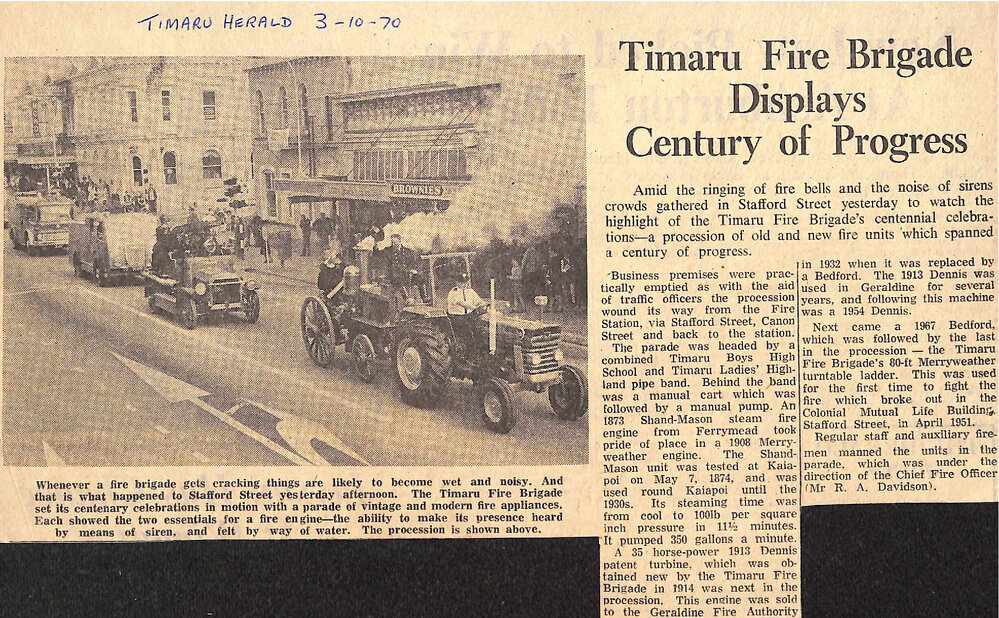 TIMARU HERALD 3-10-70
BROWNIES
Whenever a fire brigade gets cracking things are likely to become wet and noisy. And
that is what happened to Stafford Street yesterday afternoon. The Timaru Fire Brigade
set its centenary celebrations in motion with a parade of vintage and modern fire appliances.
Each showed the two essentials for a fire engine—the ability to make its presence heard
by means of siren, and felt by way of water. The procession is shown above.
Timaru Fire Brigade
Displays
Century of Progress
Amid the ringing of fire bells and the noise of sirens
crowds gathered in Stafford Street yesterday to watch the
highlight of the Timaru Fire Brigade's centennial celebra-
tions—a procession of old and new fire units which spanned
a century of progress.
Business premises were prac-
tically emptied as with the aid
of traffic officers the procession
wound its way from the Fire
Station, via Stafford Street, Canon
Street and back to the station.
The parade was headed by a
combined Timaru Boys High
School and Timaru Ladies' High-
land pipe band. Behind the band
was a manual cart which was
followed by a manual pump. An
1873 Shand-Mason steam fire
engine from Ferrymead took
pride of place in a 1908 Merry-
weather engine. The Shand-
Mason unit was tested at Kaia-
poi on May 7, 1874, and was
used round Kaiapoi until the
1930s. Its steaming time was
from cool to 100lb per square
inch pressure in 11½ minutes.
It pumped 350 gallons a minute.
A 35 horse-power 1913 Dennis
patent turbine, which was ob-
tained new by the Timaru Fire
Brigade in 1914 was next in the
procession. This engine was sold
to the Geraldine Fire Authority
in 1932 when it was replaced by
a Bedford. The 1913 Dennis was
used in Geraldine for several
years, and following this machine
was a 1954 Dennis.
Next came a 1967 Bedford,
which was followed by the last
in the procession — the Timaru
Fire Brigade's 80-ft Merryweather
turntable ladder. This was used
for the first time to fight the
fire which broke out in the
Colonial Mutual Life Building,
Stafford Street, in April 1951.
Regular staff and auxiliary fire-
men manned the units in the
parade, which was under the
direction of the Chief Fire Officer
(Mr R. A. Davidson).